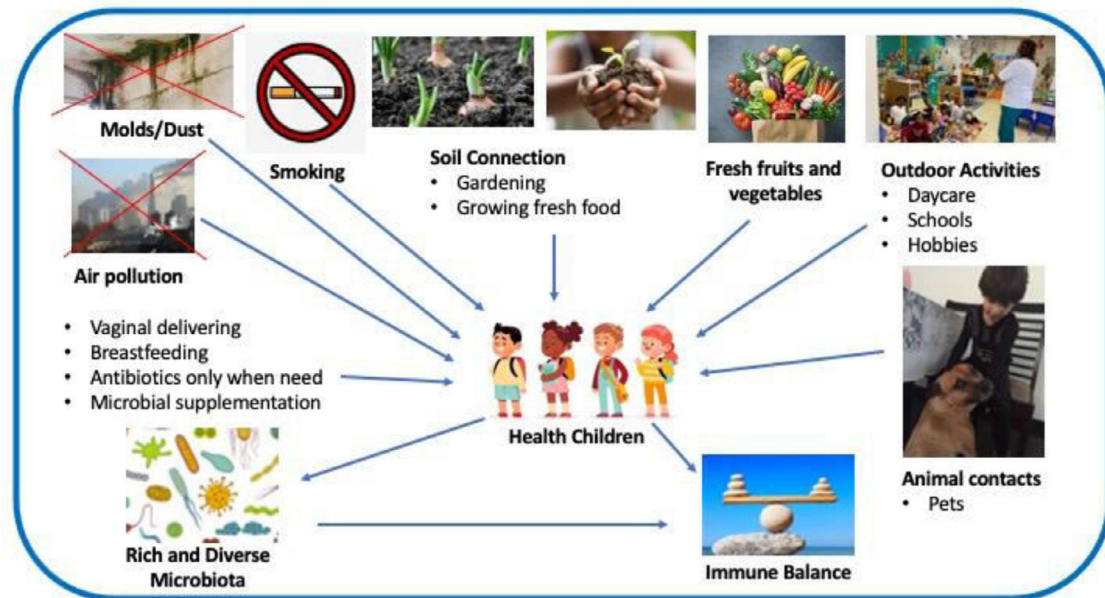 Molds/Dust
Smoking
Soil Connection
• Gardening
• Growing fresh food
Fresh fruits and
vegetables
Outdoor Activities
• Daycare
• Schools
• Hobbies
Air pollution
• Vaginal delivering
• Breastfeeding
• Antibiotics only when need
• Microbial supplementation
Health Children
Animal contacts
• Pets
Rich and Diverse
Microbiota
Immune Balance